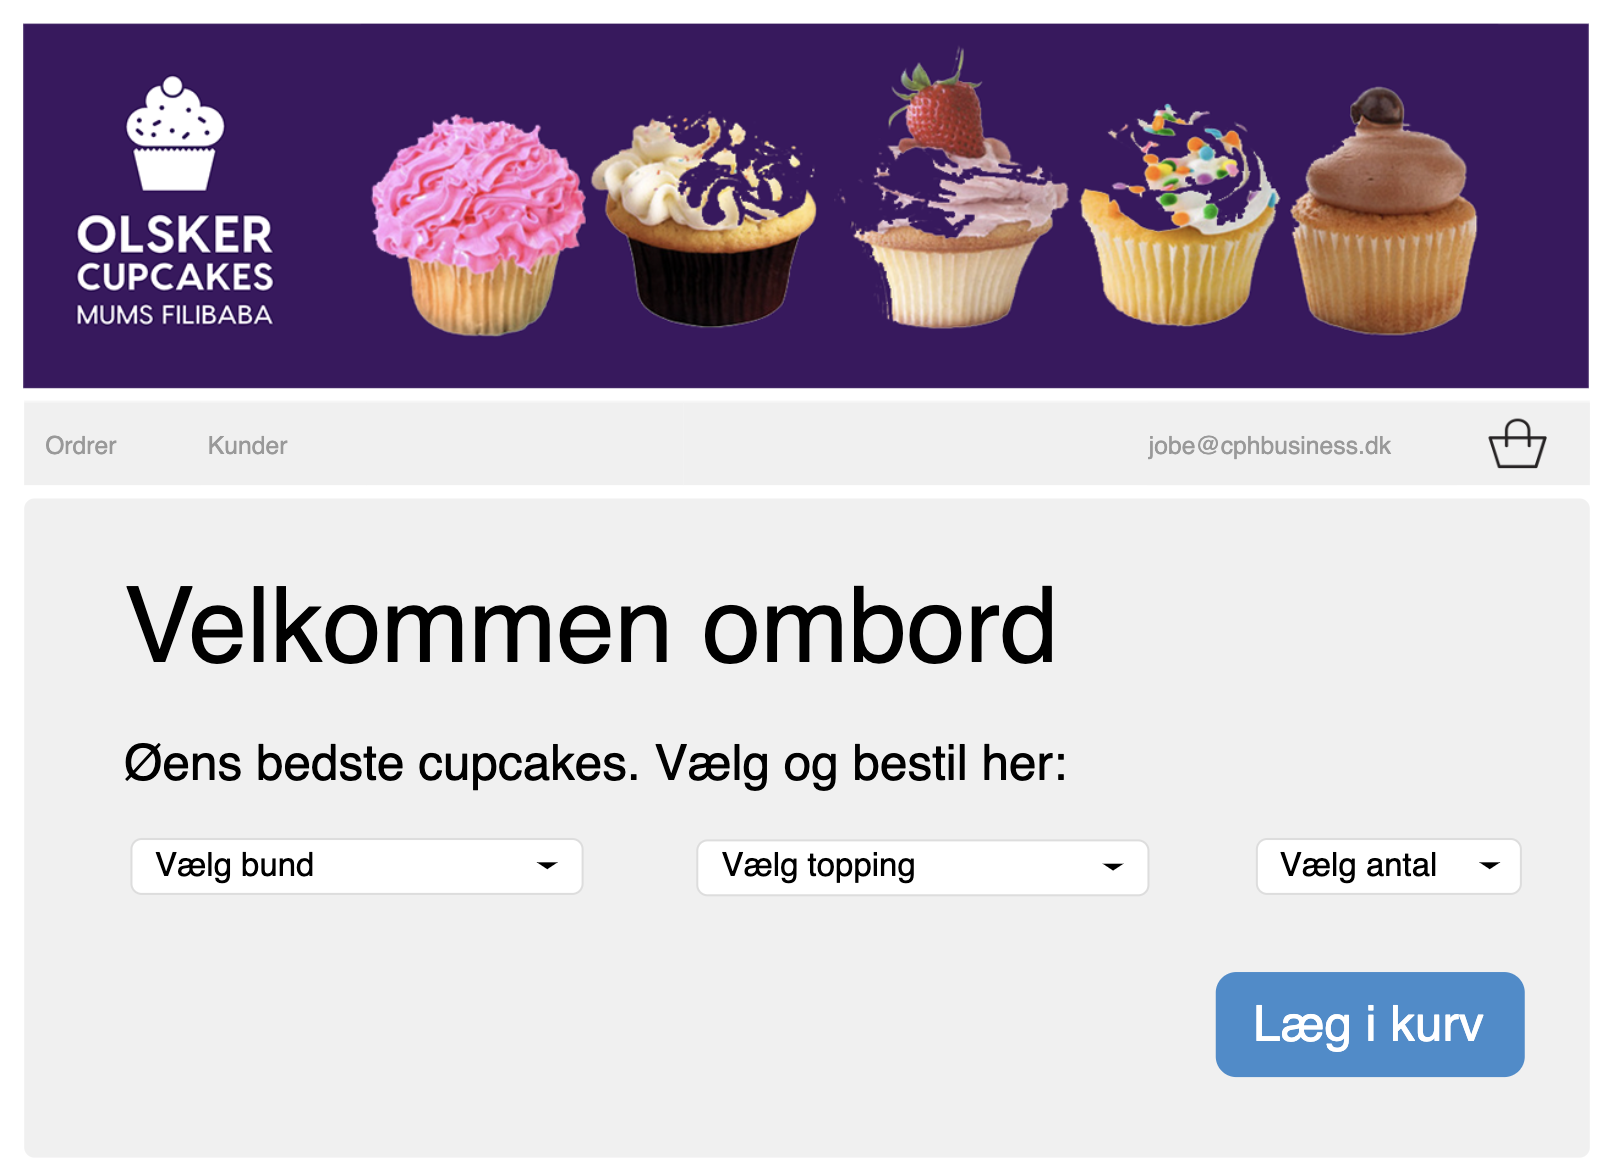 OLSKER
CUPCAKES
MUMS FILIBABA
Ordrer Kunder jobe@cphbusiness.dk
Velkommen ombord
Øens bedste cupcakes. Vælg og bestil her:
Vælg bund Vælg topping Vælg antal
Læg i kurv